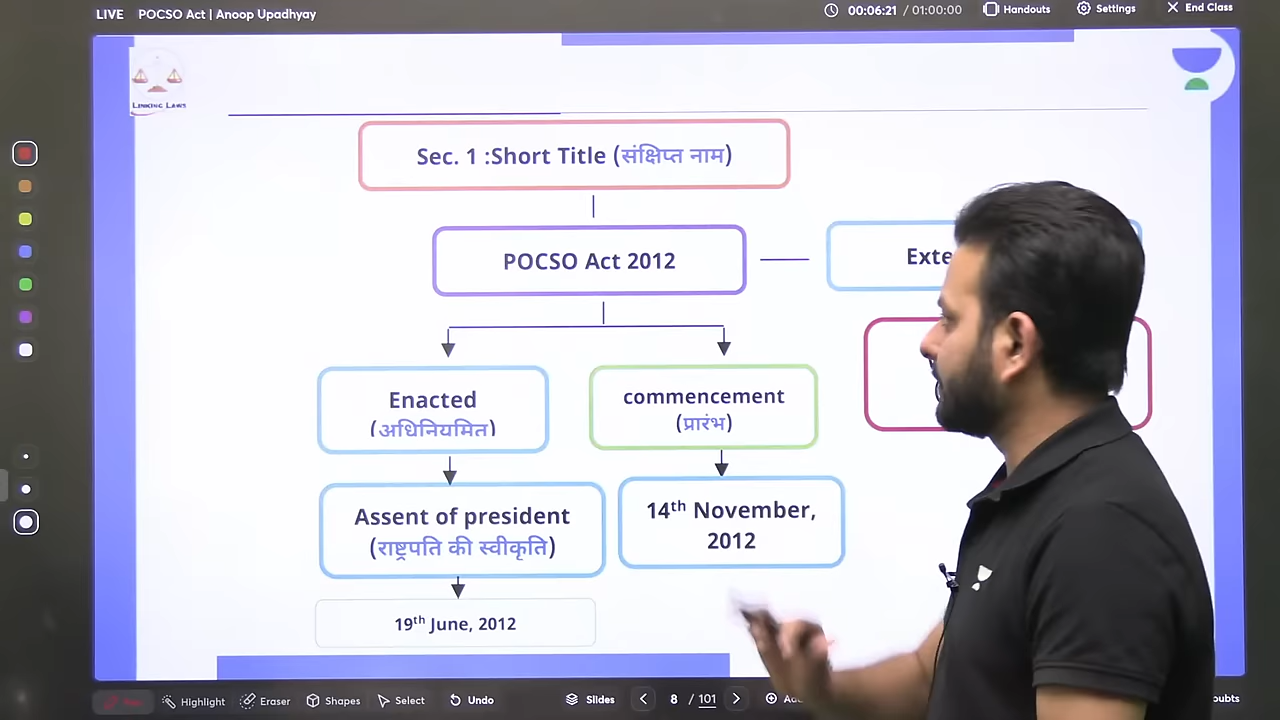 LIVE POCSO Act | Anoop Upadhyay
00:06:21 / 01:00:00 Handouts Settings End Class
LINKING LAWS
Sec. 1 :Short Title (संक्षिप्त नाम)
POCSO Act 2012
Enacted
(अधिनियमित)
commencement
(प्रारंभ)
Assent of president
(राष्ट्रपति की स्वीकृति)
14th November,
2012
19th June, 2012
Highlight Eraser Shapes Select Undo Slides 8 / 101